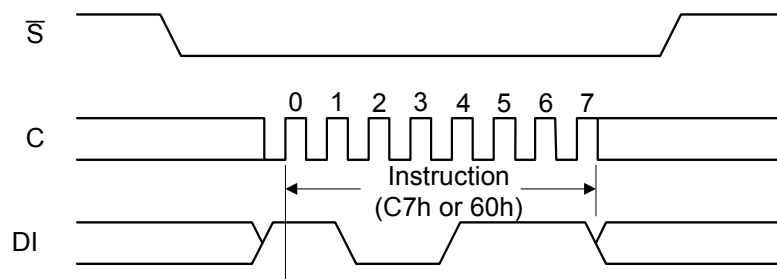 S̅
0 1 2 3 4 5 6 7
C
Instruction
(C7h or 60h)
DI